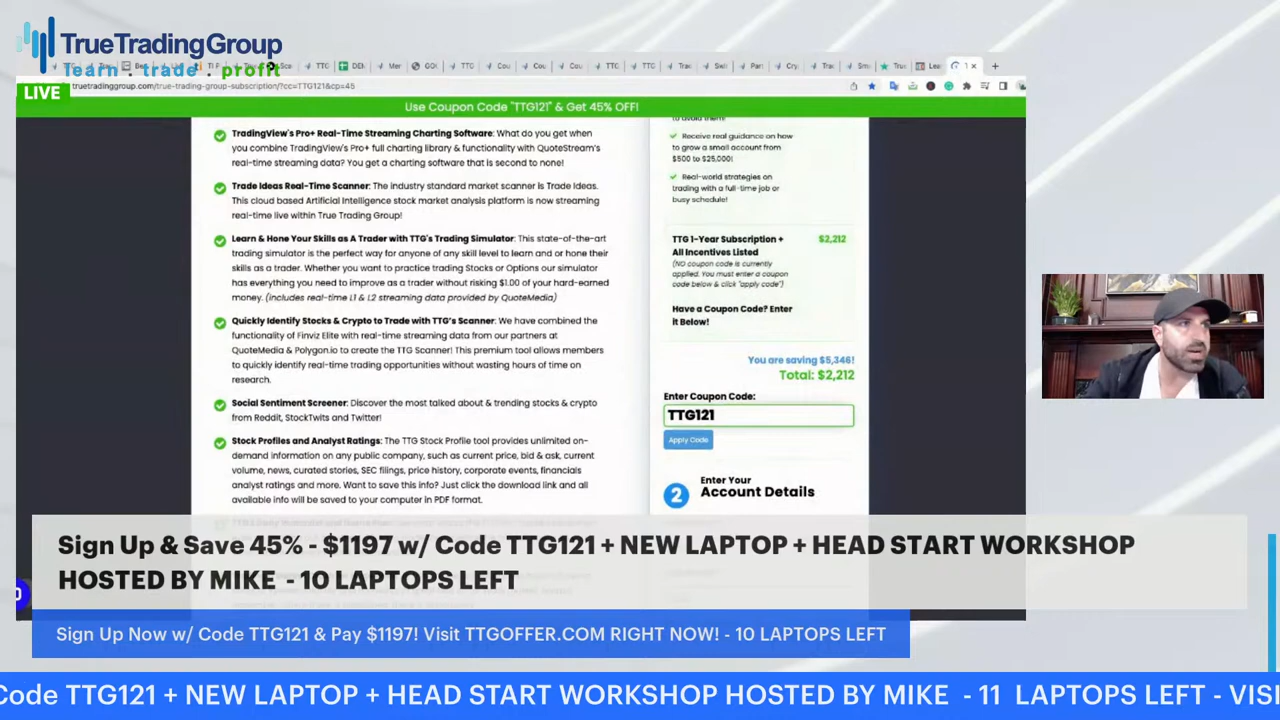 TrueTradingGroup
learn . trade . profit
LIVE
truetradinggroup.com/true-trading-group-subscription/?cc=TTG121&cp=45
Use Coupon Code "TTG121" & Get 45% OFF!
TradingView's Pro+ Real-Time Streaming Charting Software: What do you get when
you combine TradingView's Pro+ full charting library & functionality with QuoteStream's
real-time streaming data? You get a charting software that is second to none!
Trade Ideas Real-Time Scanner: The industry standard market scanner is Trade Ideas.
This cloud based Artificial Intelligence stock market analysis platform is now streaming
real-time live within True Trading Group!
Learn & Hone Your Skills as A Trader with TTG's Trading Simulator: This state-of-the-art
trading simulator is the perfect way for anyone of any skill level to learn and or hone their
skills as a trader. Whether you want to practice trading Stocks or Options our simulator
has everything you need to improve as a trader without risking $1.00 of your hard-earned
money. (includes real-time L1 & L2 streaming data provided by QuoteMedia)
Quickly Identify Stocks & Crypto to Trade with TTG's Scanner: We have combined the
functionality of Finviz Elite with real-time streaming data from our partners at
QuoteMedia & Polygon.io to create the TTG Scanner! This premium tool allows members
to quickly identify real-time trading opportunities without wasting hours of time on
research.
Social Sentiment Screener: Discover the most talked about & trending stocks & crypto
from Reddit, StockTwits and Twitter!
Stock Profiles and Analyst Ratings: The TTG Stock Profile tool provides unlimited on-
demand information on any public company, such as current price, bid & ask, current
volume, news, curated stories, SEC filings, price history, corporate events, financials
analyst ratings and more. Want to save this info? Just click the download link and all
available info will be saved to your computer in PDF format.
to avoid them!
Receive real guidance on how
to grow a small account from
$500 to $25,000!
Real-world strategies on
trading with a full-time job or
busy schedule!
TTG 1-Year Subscription + $2,212
All Incentives Listed
(NO coupon code is currently
applied. You must enter a coupon
code below & click "apply code")
Have a Coupon Code? Enter
it Below!
You are saving $5,346!
Total: $2,212
Enter Coupon Code:
TTG121
Apply Code
2 Enter Your
Account Details
Sign Up & Save 45% - $1197 w/ Code TTG121 + NEW LAPTOP + HEAD START WORKSHOP
HOSTED BY MIKE - 10 LAPTOPS LEFT
Sign Up Now w/ Code TTG121 & Pay $1197! Visit TTGOFFER.COM RIGHT NOW! - 10 LAPTOPS LEFT
Code TTG121 + NEW LAPTOP + HEAD START WORKSHOP HOSTED BY MIKE - 11 LAPTOPS LEFT - VISI